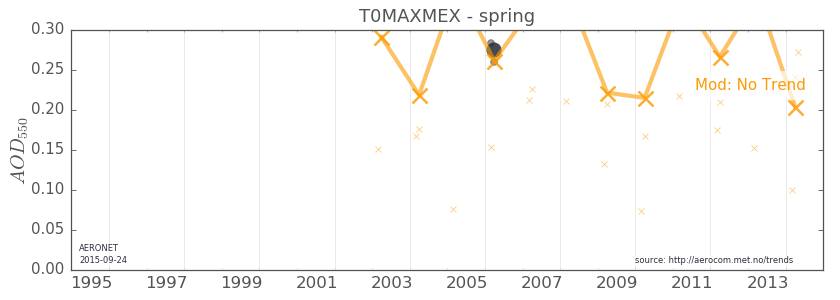 T0MAXMEX - spring
0.30
0.25
0.20
0.15
0.10
0.05
0.00
AOD550
Mod: No Trend
AERONET
2015-09-24
source: http://aerocom.met.no/trends
1995 1997 1999 2001 2003 2005 2007 2009 2011 2013